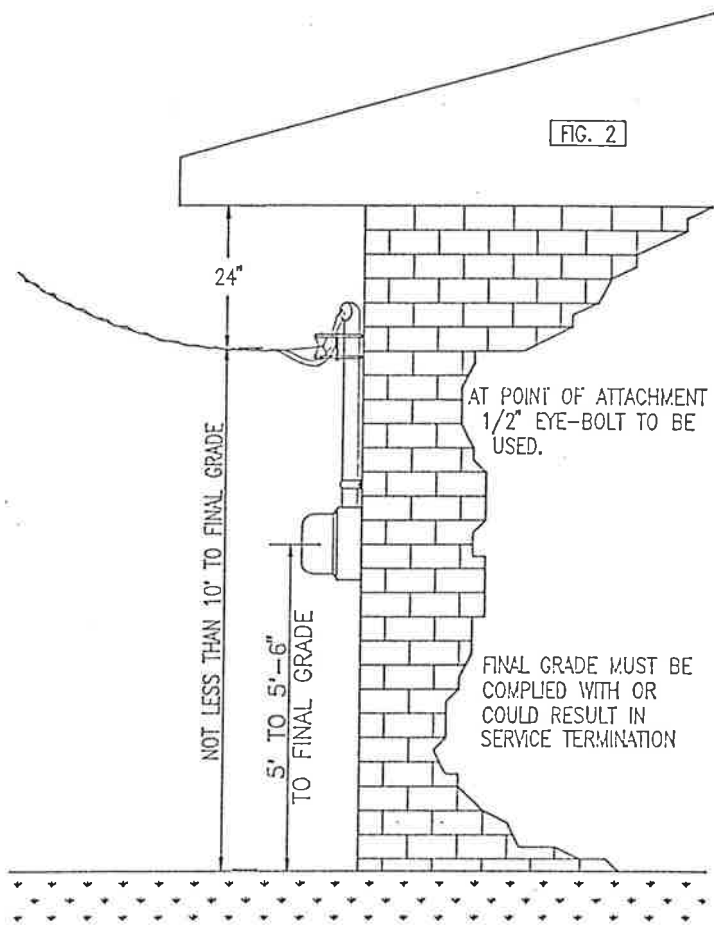 FIG. 2
24"
AT POINT OF ATTACHMENT
1/2" EYE-BOLT TO BE
USED.
NOT LESS THAN 10' TO FINAL GRADE
5' TO 5'-6"
TO FINAL GRADE
FINAL GRADE MUST BE
COMPLIED WITH OR
COULD RESULT IN
SERVICE TERMINATION